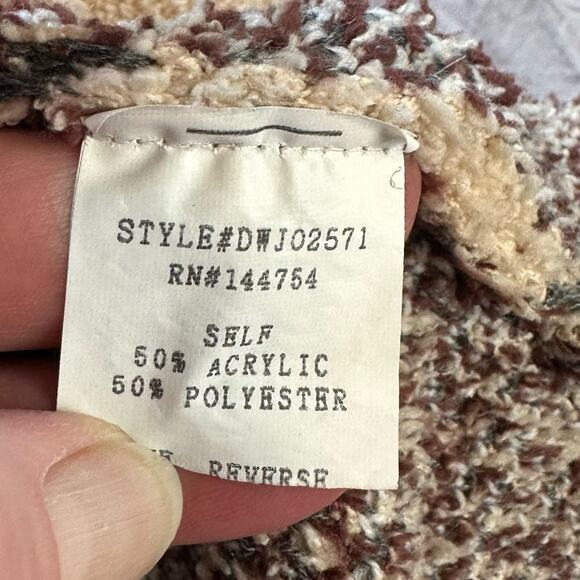 STYLE#DWJ02571
RN#144754
SELF
50% ACRYLIC
50% POLYESTER
REVERSE